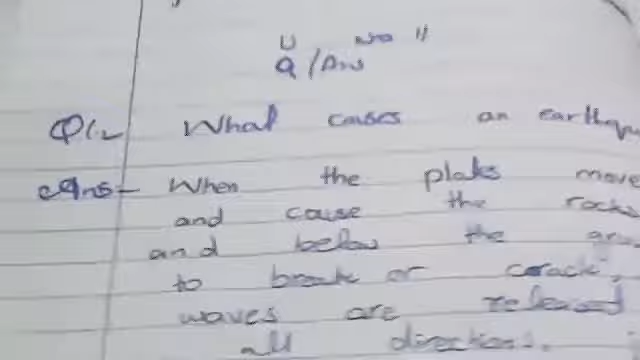 Q/Ans
Q1.~ What causes an earthqu
Ans- When the plates move
and cause the rocks
and below the
to break or crack,
waves are released
all directions.